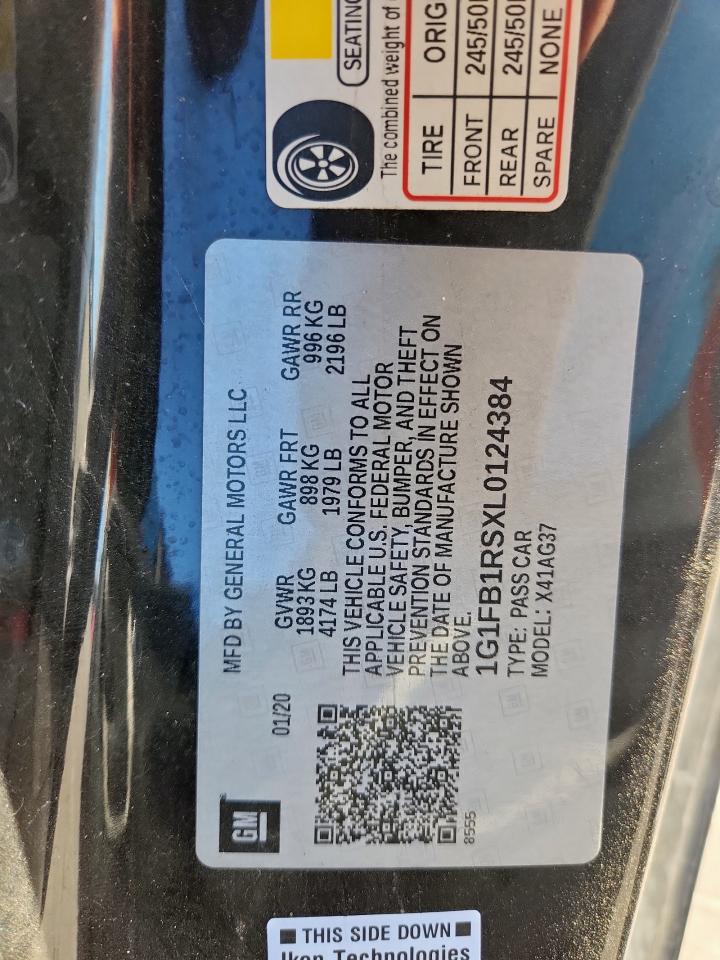 GM
MFD BY GENERAL MOTORS LLC
01/20
GVWR GAWR FRT GAWR RR
1893 KG 898 KG 996 KG
4174 LB 1979 LB 2196 LB
THIS VEHICLE CONFORMS TO ALL
APPLICABLE U.S. FEDERAL MOTOR
VEHICLE SAFETY, BUMPER, AND THEFT
PREVENTION STANDARDS IN EFFECT ON
THE DATE OF MANUFACTURE SHOWN
ABOVE.
1G1FB1RSXL0124384
TYPE: PASS CAR
MODEL: X41AG37
8555
SEATING
The combined weight of
TIRE ORIG
FRONT 245/50
REAR 245/50
SPARE NONE
THIS SIDE DOWN
Ikon Technologies